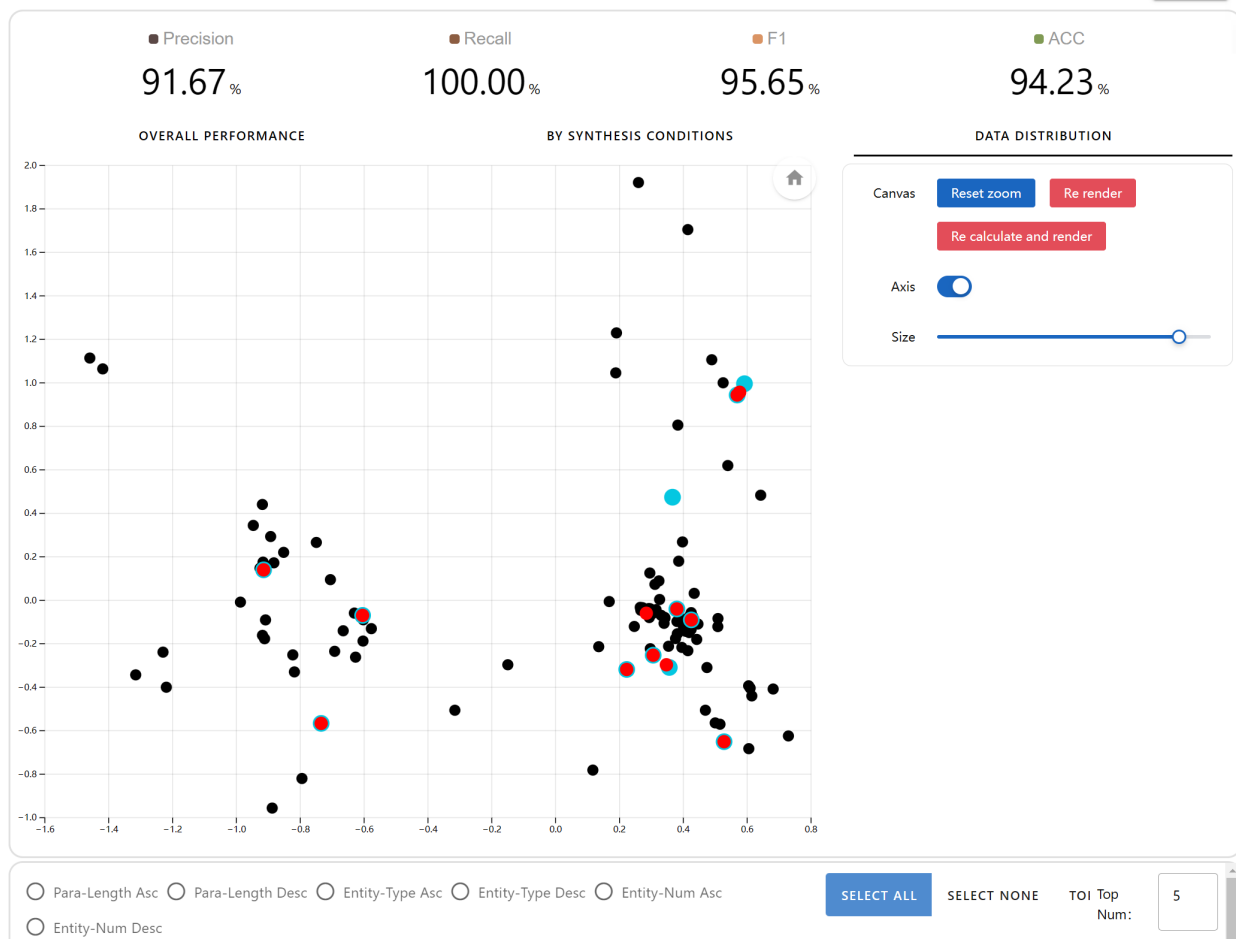 Precision Recall F1 ACC
91.67 % 100.00 % 95.65 % 94.23 %
OVERALL PERFORMANCE BY SYNTHESIS CONDITIONS DATA DISTRIBUTION
2.0
1.8
1.6
1.4
1.2
1.0
0.8
0.6
0.4
0.2
0.0
−0.2
−0.4
−0.6
−0.8
−1.0
−1.6 −1.4 −1.2 −1.0 −0.8 −0.6 −0.4 −0.2 0.0 0.2 0.4 0.6 0.8
Canvas Reset zoom Re render
Re calculate and render
Axis
Size
Para-Length Asc Para-Length Desc Entity-Type Asc Entity-Type Desc Entity-Num Asc
Entity-Num Desc
SELECT ALL SELECT NONE TOI Top
Num:
5